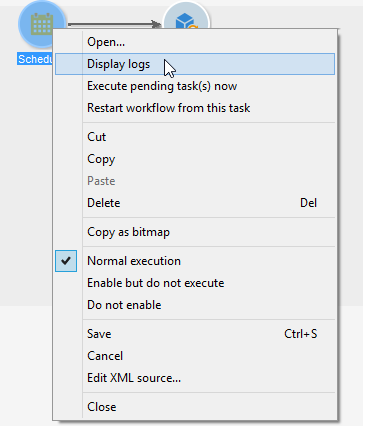 Schedu
Open...
Display logs
Execute pending task(s) now
Restart workflow from this task
Cut
Copy
Paste
Delete Del
Copy as bitmap
Normal execution
Enable but do not execute
Do not enable
Save Ctrl+S
Cancel
Edit XML source...
Close